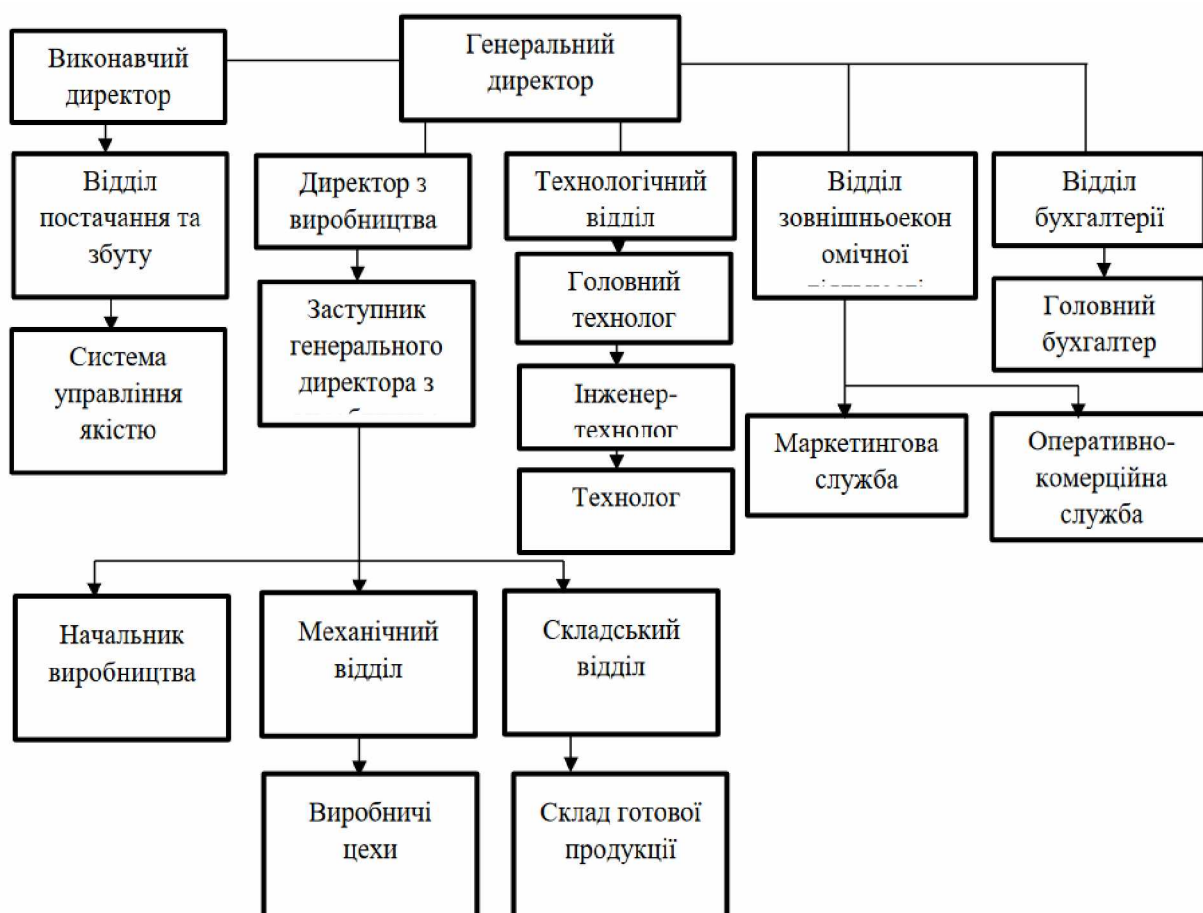 Виконавчий
директор
Генеральний
директор
Відділ
постачання та
збуту
Директор з
виробництва
Технологічний
відділ
Відділ
зовнішньоекон
омічної
Відділ
бухгалтерії
Система
управління
якістю
Заступник
генерального
директора з
Головний
технолог
Головний
бухгалтер
Інженер-
технолог
Технолог
Маркетингова
служба
Оперативно-
комерційна
служба
Начальник
виробництва
Механічний
відділ
Складський
відділ
Виробничі
цехи
Склад готової
продукції